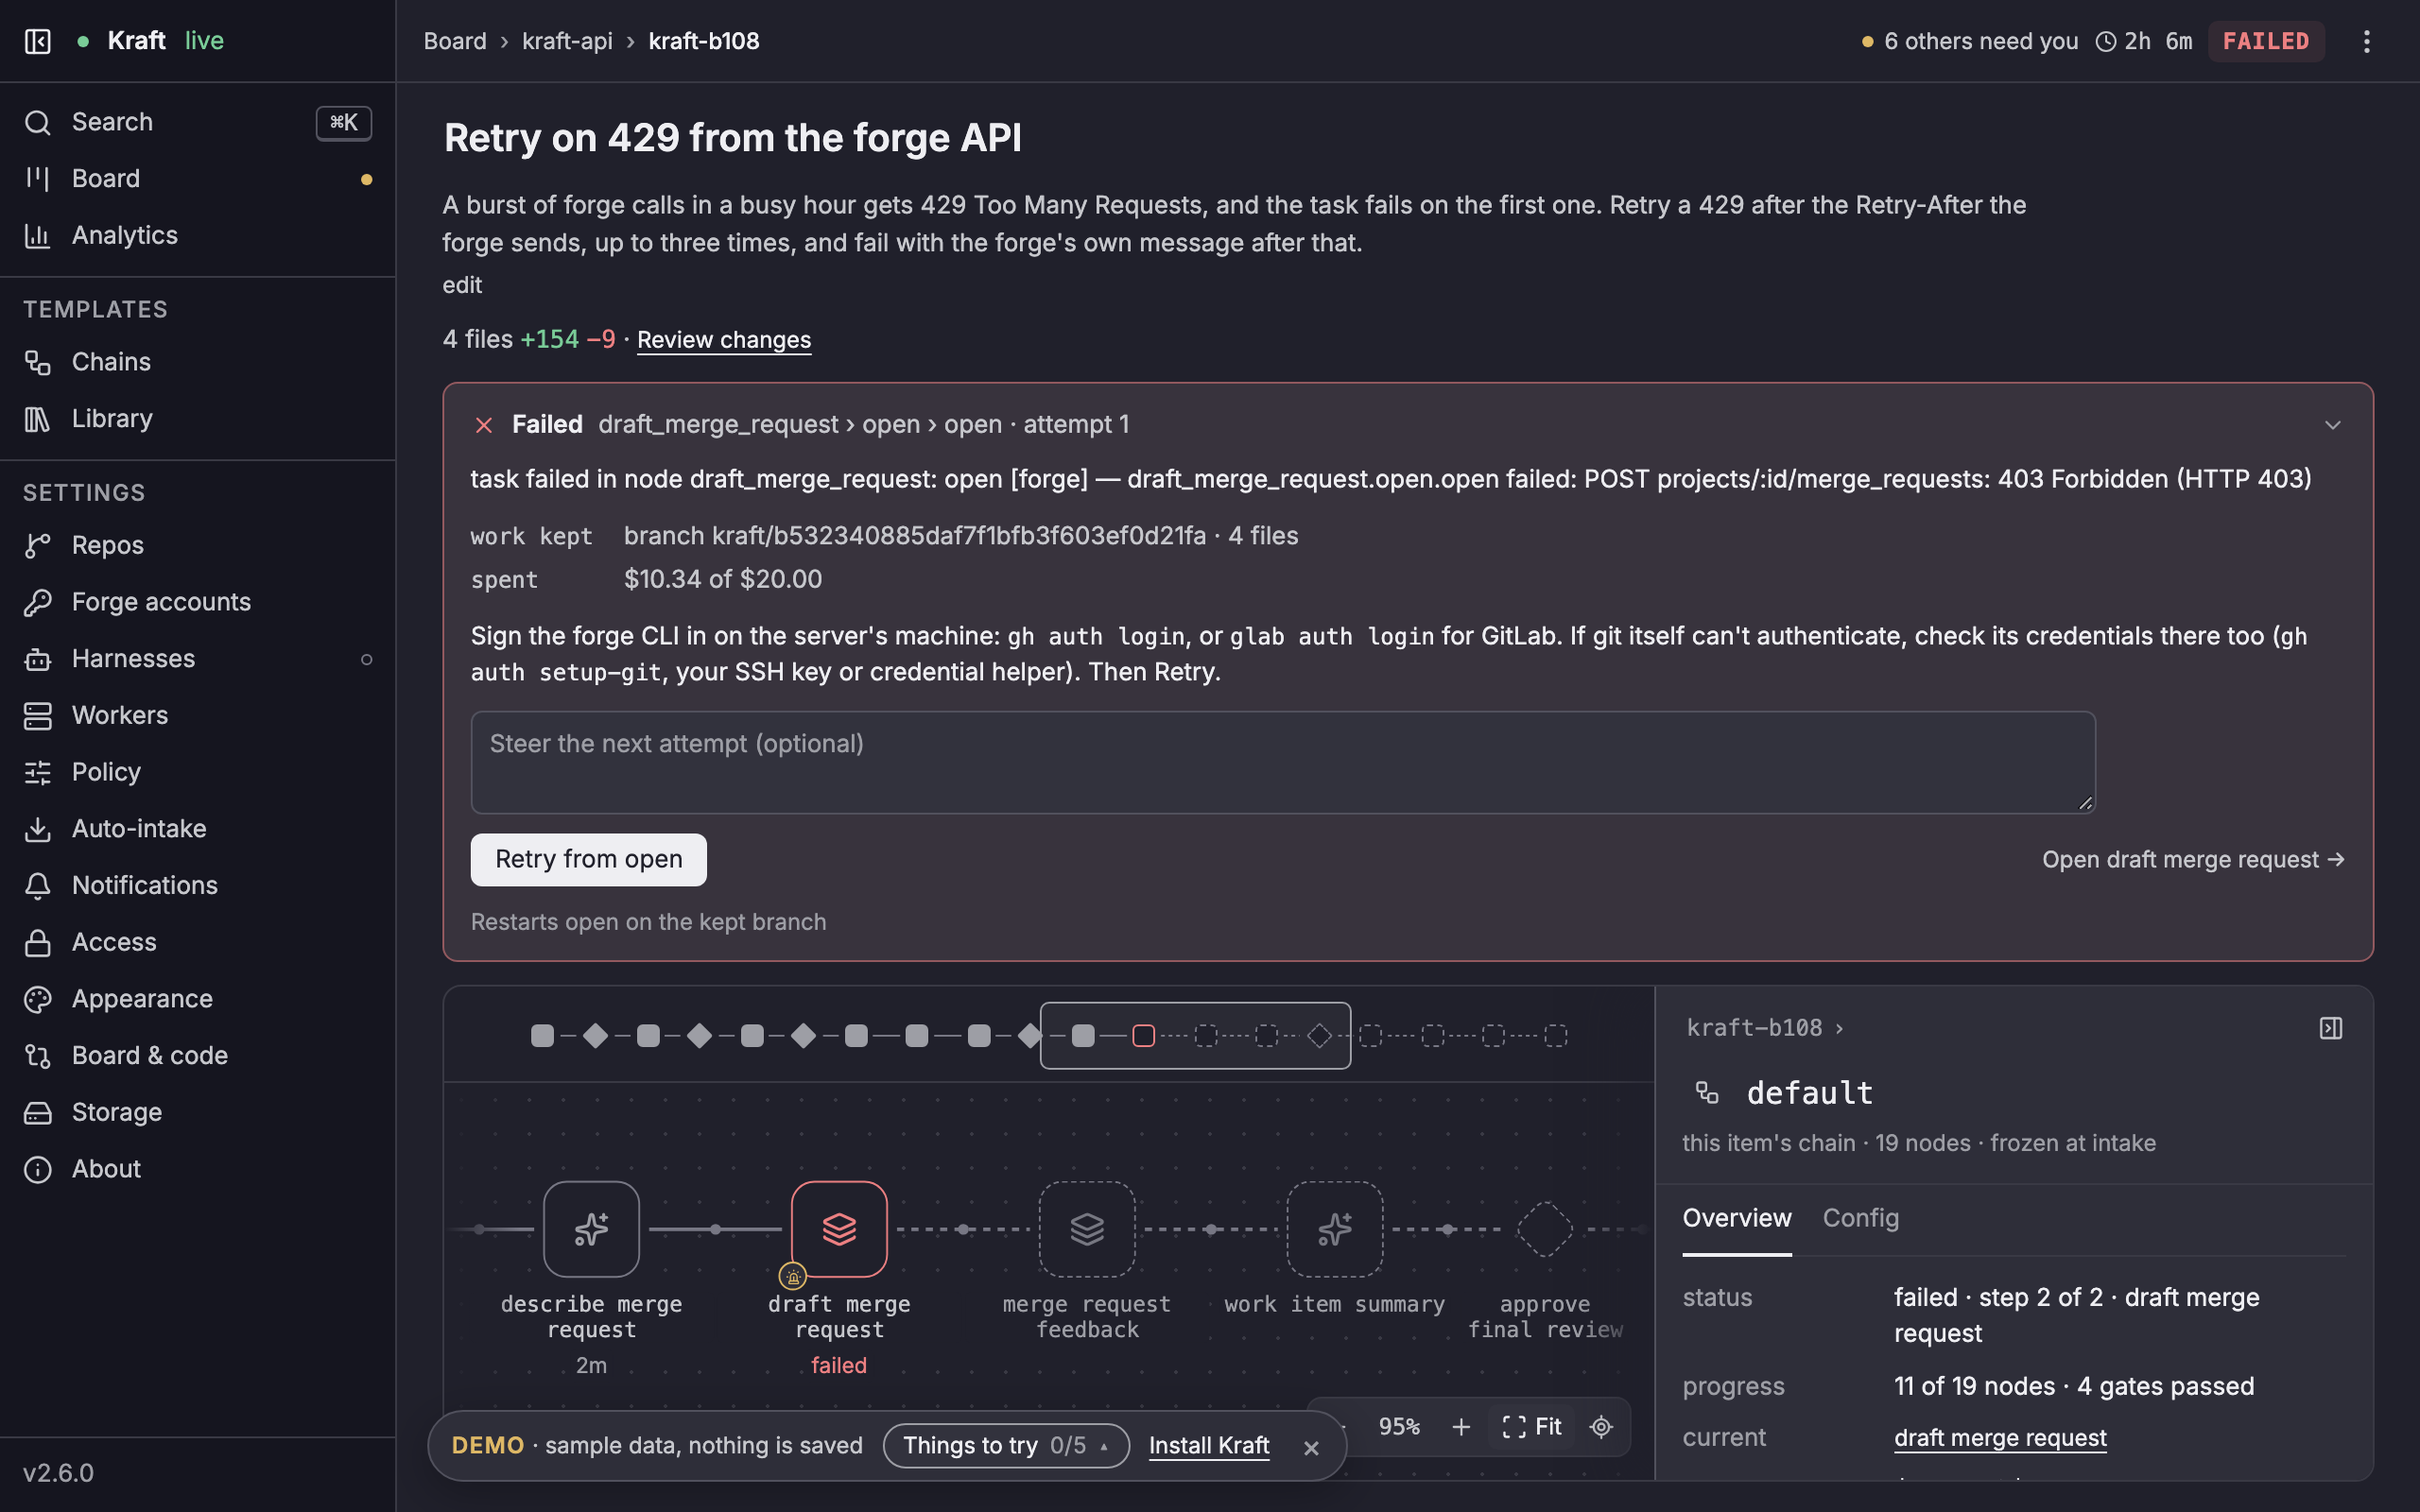 Kraft live
Board › kraft-api › kraft-b108
6 others need you 2h 6m FAILED
Search ⌘K
Board
Analytics
TEMPLATES
Chains
Library
SETTINGS
Repos
Forge accounts
Harnesses
Workers
Policy
Auto-intake
Notifications
Access
Appearance
Board & code
Storage
About
v2.6.0
Retry on 429 from the forge API
A burst of forge calls in a busy hour gets 429 Too Many Requests, and the task fails on the first one. Retry a 429 after the Retry-After the
forge sends, up to three times, and fail with the forge's own message after that.
edit
4 files +154 −9 · Review changes
Failed draft_merge_request › open › open · attempt 1
task failed in node draft_merge_request: open [forge] — draft_merge_request.open.open failed: POST projects/:id/merge_requests: 403 Forbidden (HTTP 403)
work kept branch kraft/b532340885daf7f1bfb3f603ef0d21fa · 4 files
spent $10.34 of $20.00
Sign the forge CLI in on the server's machine: gh auth login, or glab auth login for GitLab. If git itself can't authenticate, check its credentials there too (gh
auth setup-git, your SSH key or credential helper). Then Retry.
Steer the next attempt (optional)
Retry from open
Open draft merge request →
Restarts open on the kept branch
describe merge
request
2m
draft merge
request
failed
merge request
feedback
work item summary
approve
final review
DEMO · sample data, nothing is saved Things to try 0/5 ▴ Install Kraft ×
95% + Fit
kraft-b108 ›
default
this item's chain · 19 nodes · frozen at intake
Overview Config
status failed · step 2 of 2 · draft merge
request
progress 11 of 19 nodes · 4 gates passed
current draft merge request